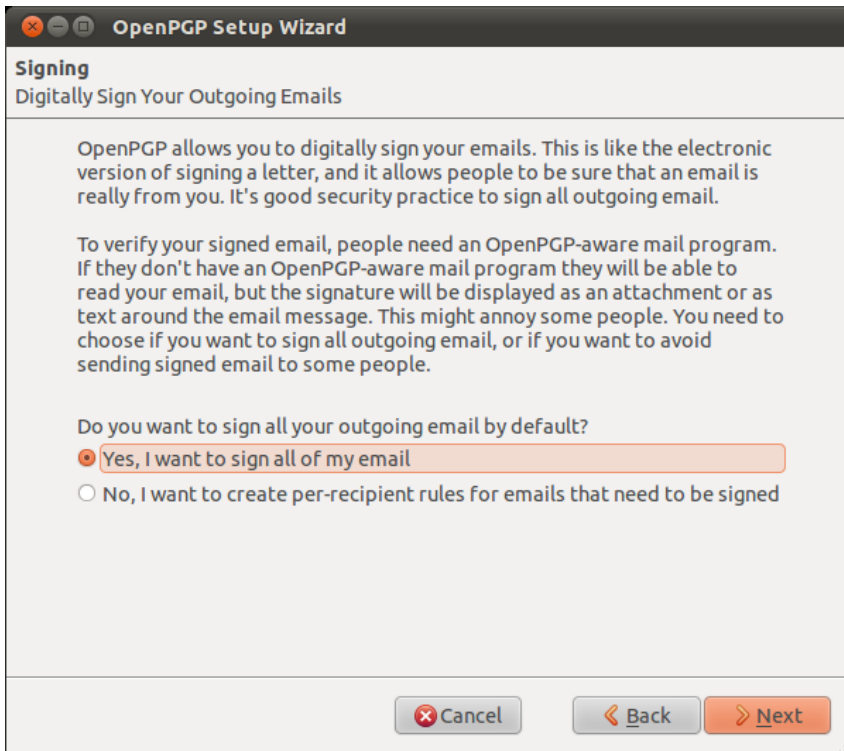 OpenPGP Setup Wizard
Signing
Digitally Sign Your Outgoing Emails
OpenPGP allows you to digitally sign your emails. This is like the electronic
version of signing a letter, and it allows people to be sure that an email is
really from you. It's good security practice to sign all outgoing email.
To verify your signed email, people need an OpenPGP-aware mail program.
If they don't have an OpenPGP-aware mail program they will be able to
read your email, but the signature will be displayed as an attachment or as
text around the email message. This might annoy some people. You need to
choose if you want to sign all outgoing email, or if you want to avoid
sending signed email to some people.
Do you want to sign all your outgoing email by default?
Yes, I want to sign all of my email
No, I want to create per-recipient rules for emails that need to be signed
Cancel Back Next